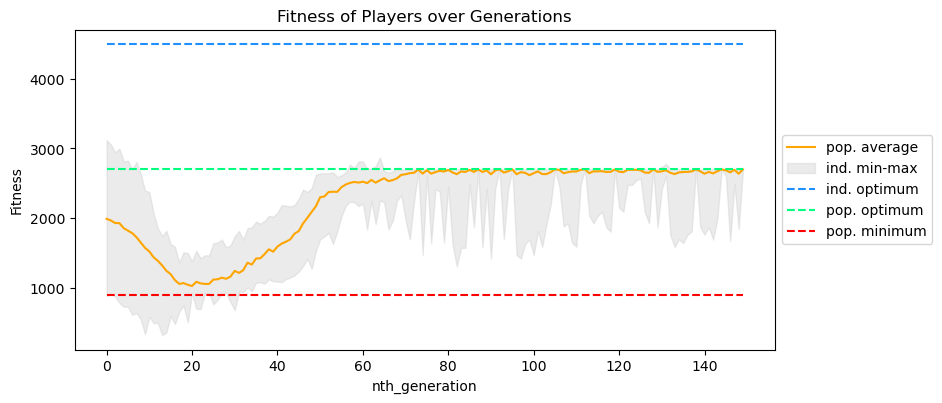 Fitness of Players over Generations
Fitness
4000
3000
2000
1000
0
20
40
60
80
100
120
140
nth_generation
pop. average
ind. min-max
ind. optimum
pop. optimum
pop. minimum